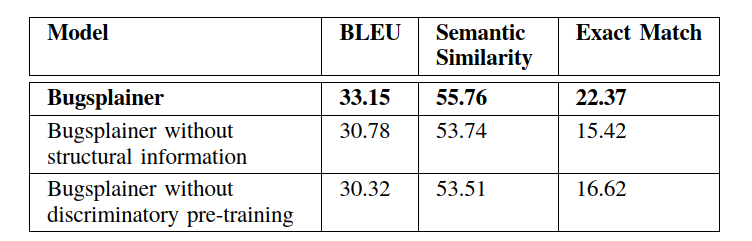 Model BLEU Semantic Similarity Exact Match
Bugsplainer 33.15 55.76 22.37
Bugsplainer without structural information 30.78 53.74 15.42
Bugsplainer without discriminatory pre-training 30.32 53.51 16.62